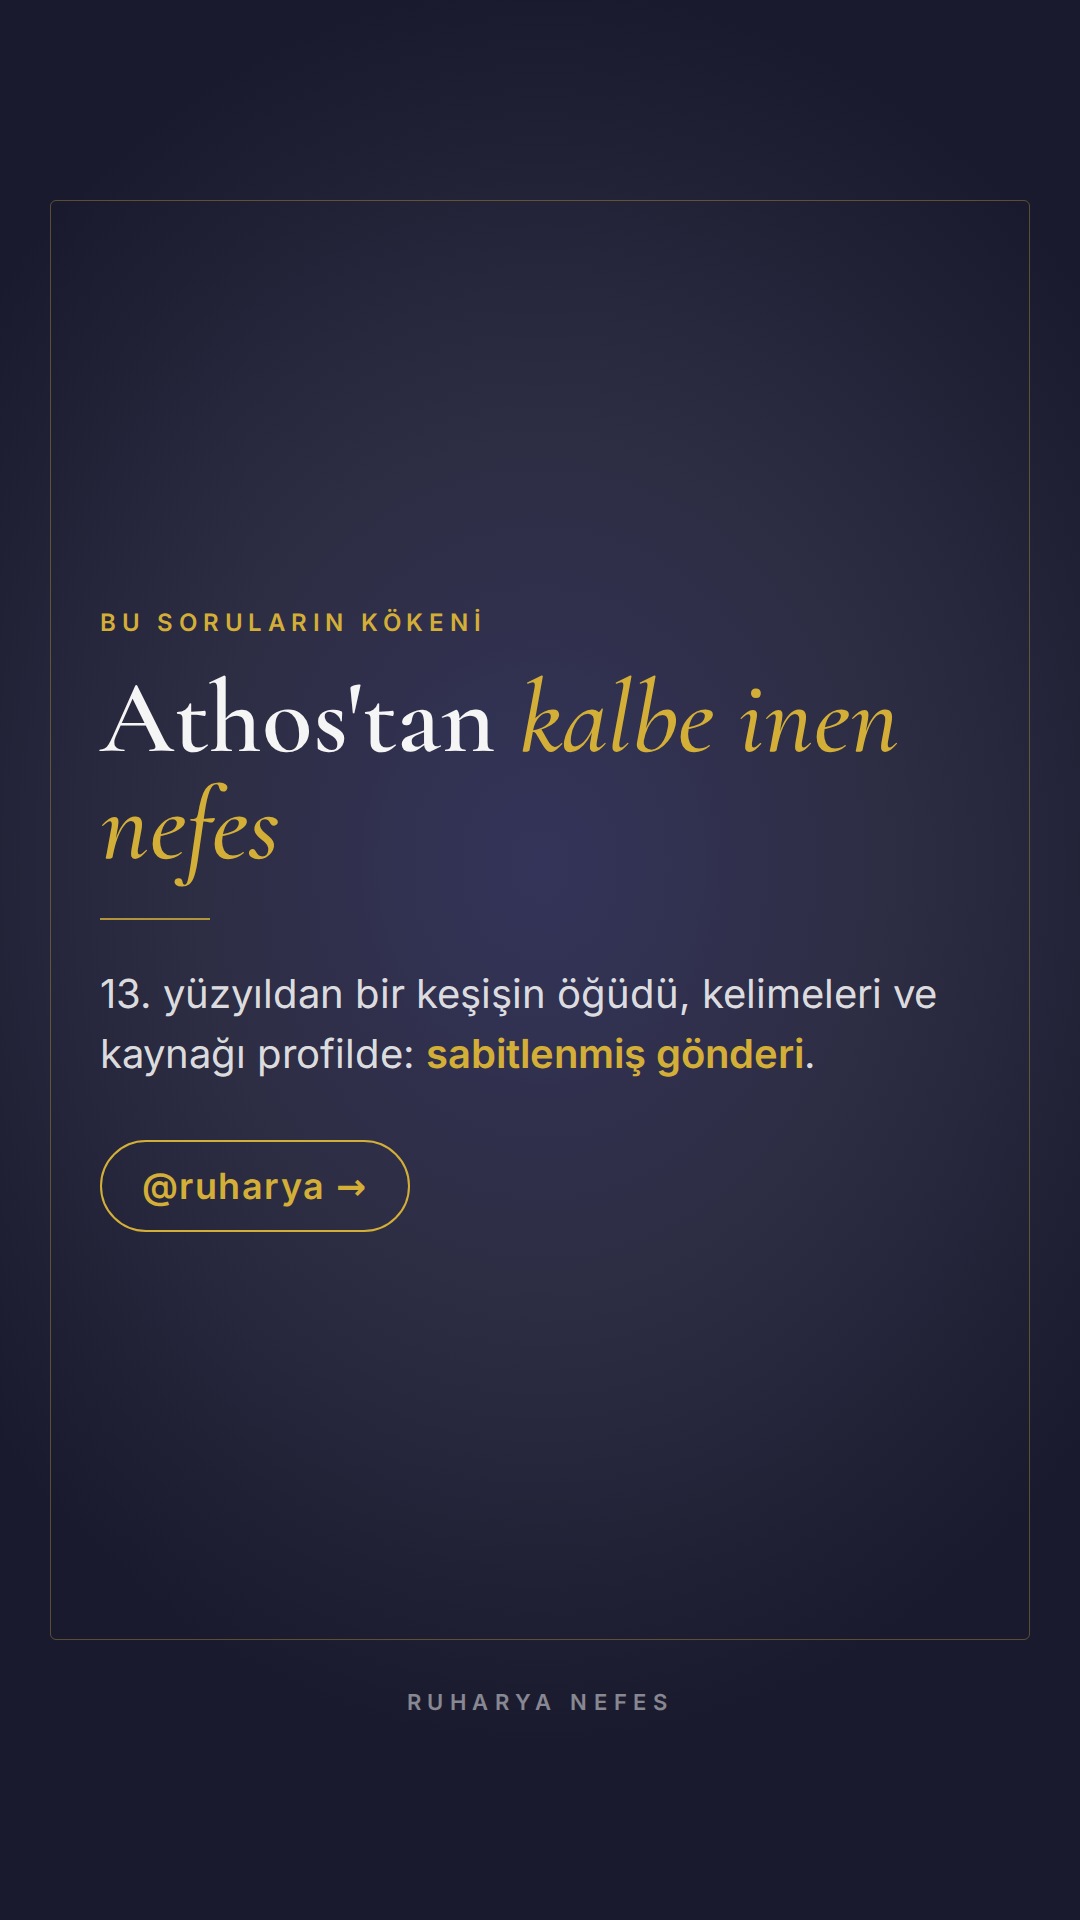 BU SORULARIN KÖKENİ
Athos'tan kalbe inen
nefes
13. yüzyıldan bir keşişin öğüdü, kelimeleri ve
kaynağı profilde: sabitlenmiş gönderi.
@ruharya →
RUHARYA NEFES